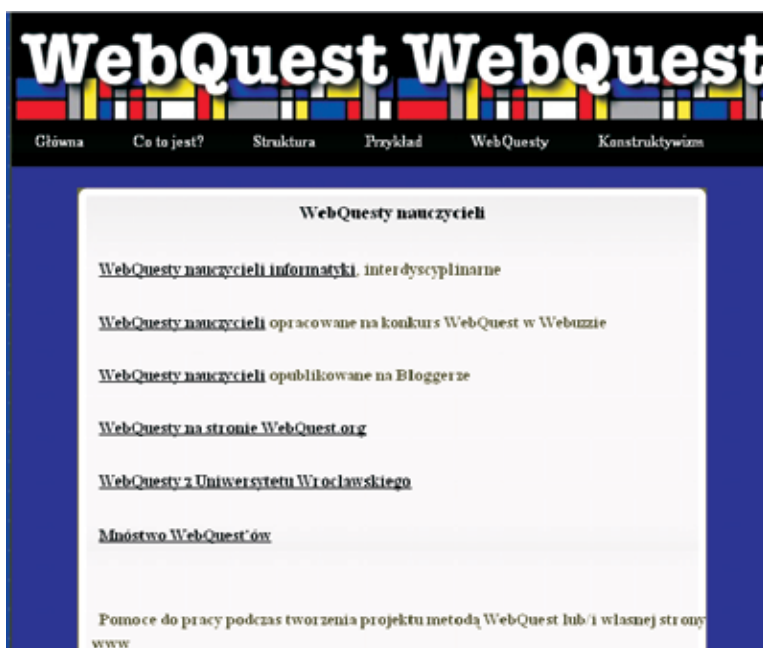 WebQuest WebQuest
Główna Co to jest? Struktura Przykład WebQuesty Konstruktywizm
WebQuesty nauczycieli
WebQuesty nauczycieli informatyki, interdyscyplinarne
WebQuesty nauczycieli opracowane na konkurs WebQuest w Webuzzie
WebQuesty nauczycieli opublikowane na Bloggerze
WebQuesty na stronie WebQuest.org
WebQuesty z Uniwersytetu Wrocławskiego
Mnóstwo WebQuest'ów
Pomoce do pracy podczas tworzenia projektu metodą WebQuest lub/i własnej strony
www